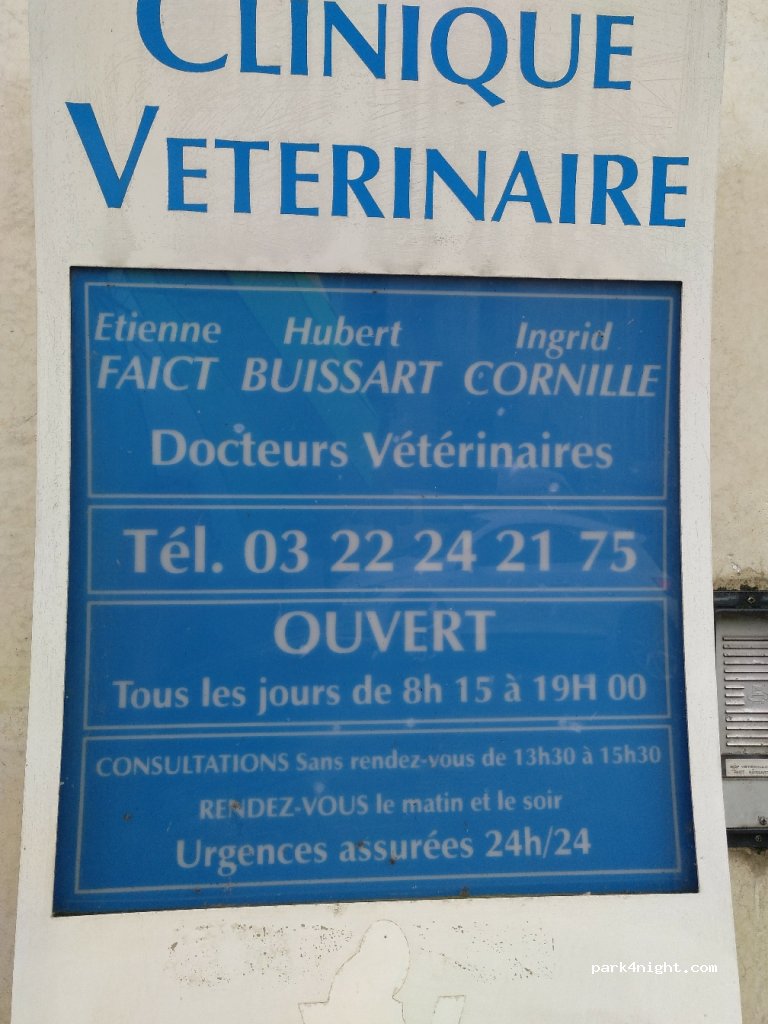 CLINIQUE
VETERINAIRE
Etienne Hubert Ingrid
FAICT BUISSART CORNILLE
Docteurs Vétérinaires
Tél. 03 22 24 21 75
OUVERT
Tous les jours de 8h 15 à 19H 00
CONSULTATIONS Sans rendez-vous de 13h30 à 15h30
RENDEZ-VOUS le matin et le soir
Urgences assurées 24h/24
park4night.com